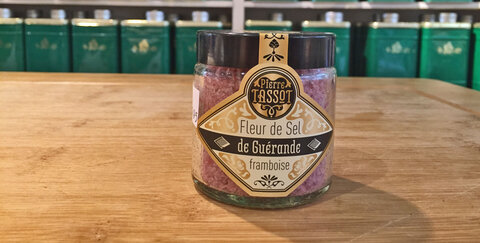 Pierre
TASSOT
Fleur de Sel
de Guérande
framboise